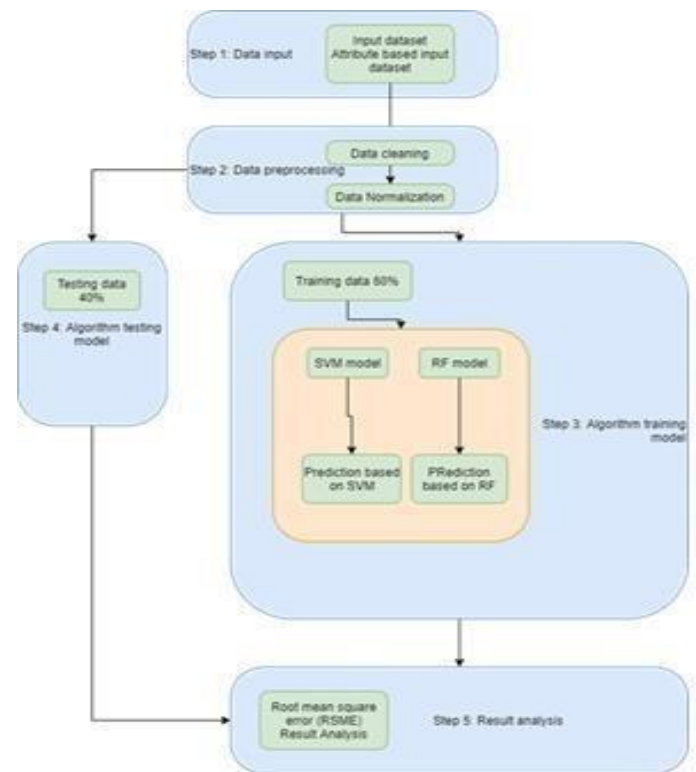 Step 1: Data input
Input dataset
Attribute based input
dataset
Step 2: Data preprocessing
Data cleaning
Data Normalization
Testing data
40%
Step 4: Algorithm testing
model
Training data 60%
SVM model
RF model
Prediction based
on SVM
PRediction
based on RF
Step 3: Algorithm training
model
Root mean square
error (RSME)
Result Analysis
Step 5: Result analysis